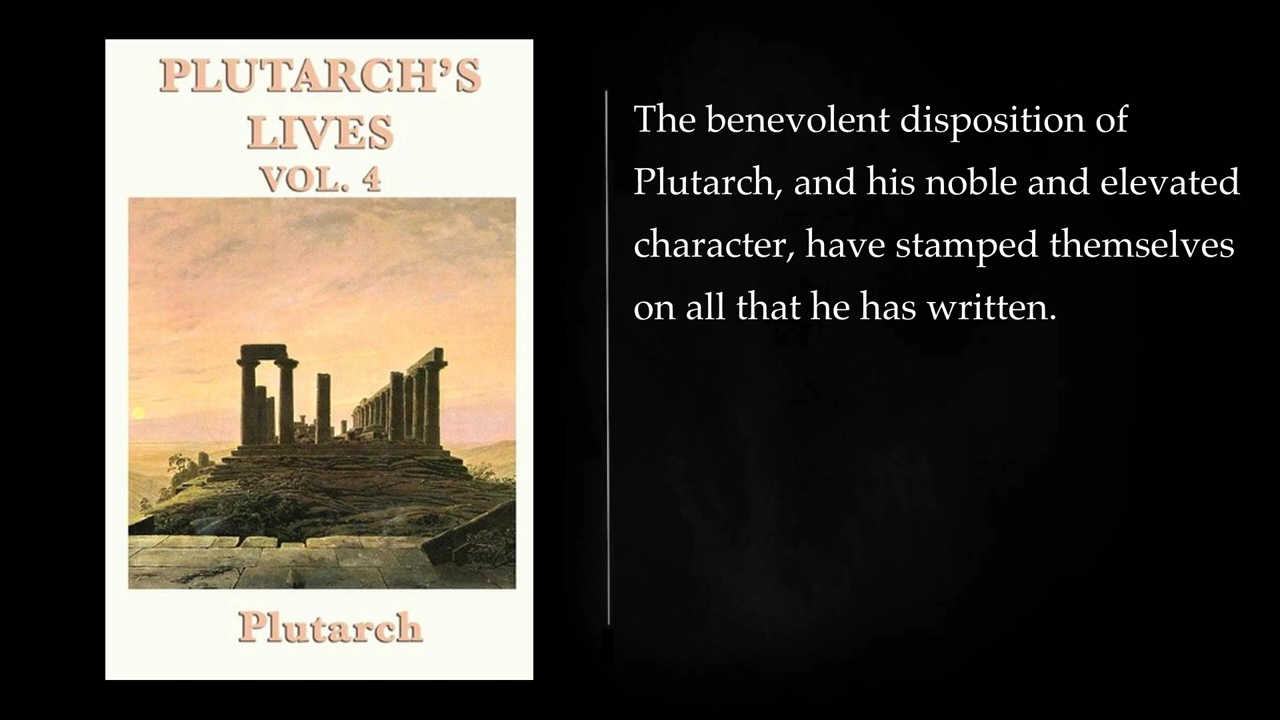 PLUTARCH'S
LIVES
VOL. 4
Plutarch
The benevolent disposition of
Plutarch, and his noble and elevated
character, have stamped themselves
on all that he has written.